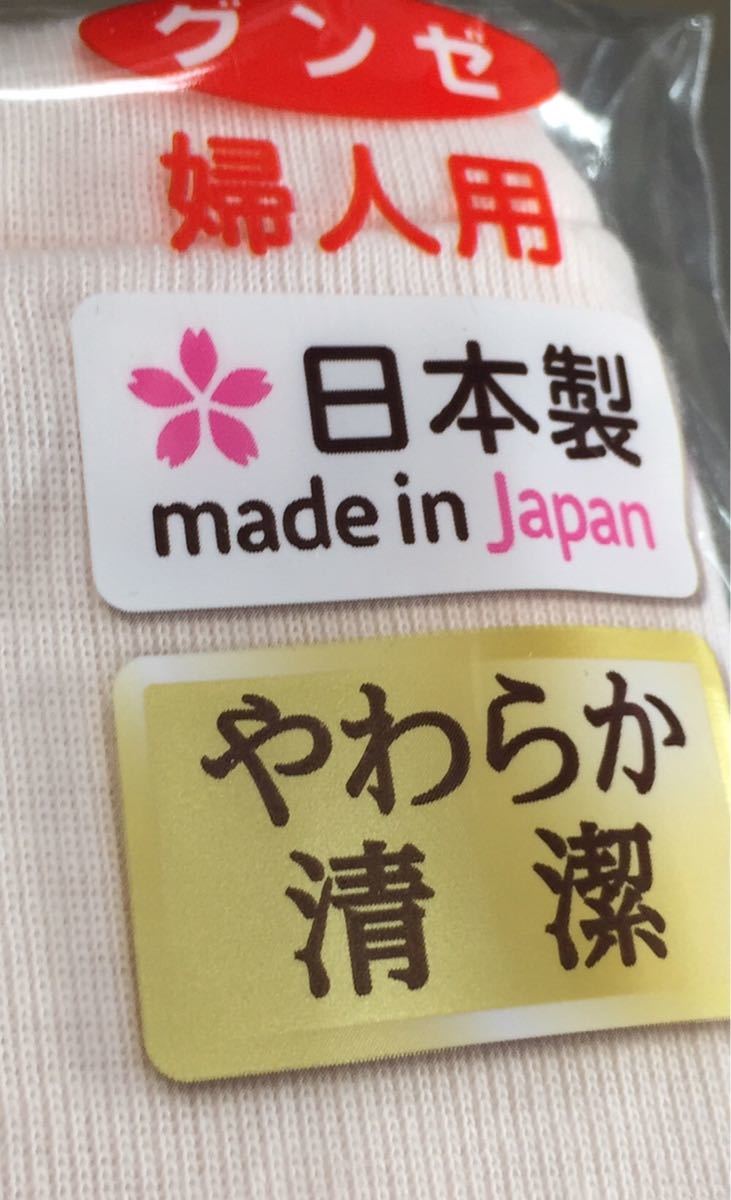 グンゼ
婦人用
日本製
made in Japan
やわらか
清潔